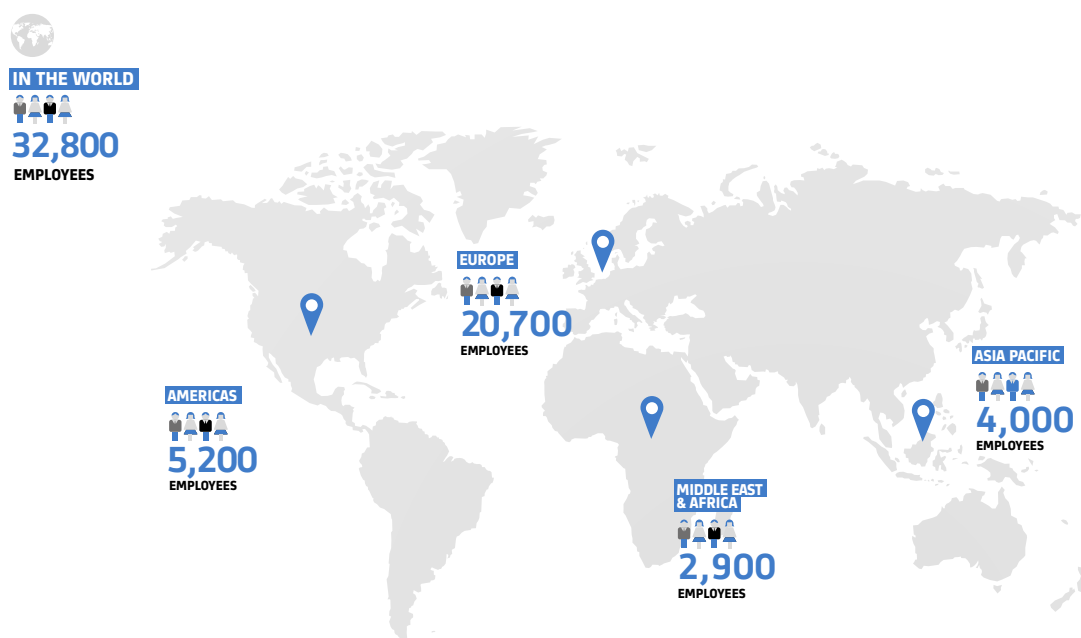 IN THE WORLD
32,800
EMPLOYEES
EUROPE
20,700
EMPLOYEES
AMERICAS
5,200
EMPLOYEES
ASIA PACIFIC
4,000
EMPLOYEES
MIDDLE EAST
& AFRICA
2,900
EMPLOYEES